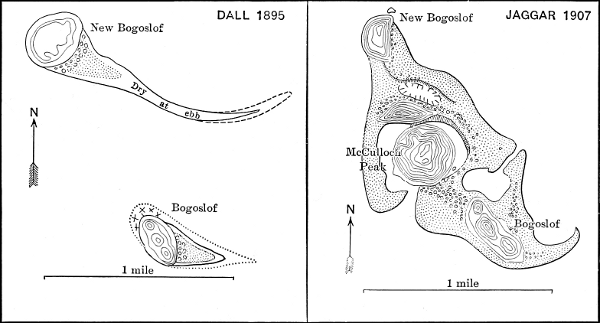 DALL 1895
New Bogoslof
Dry at ebb
N
Bogoslof
1 mile
JAGGAR 1907
New Bogoslof
McCulloch
Peak
Bogoslof
N
1 mile